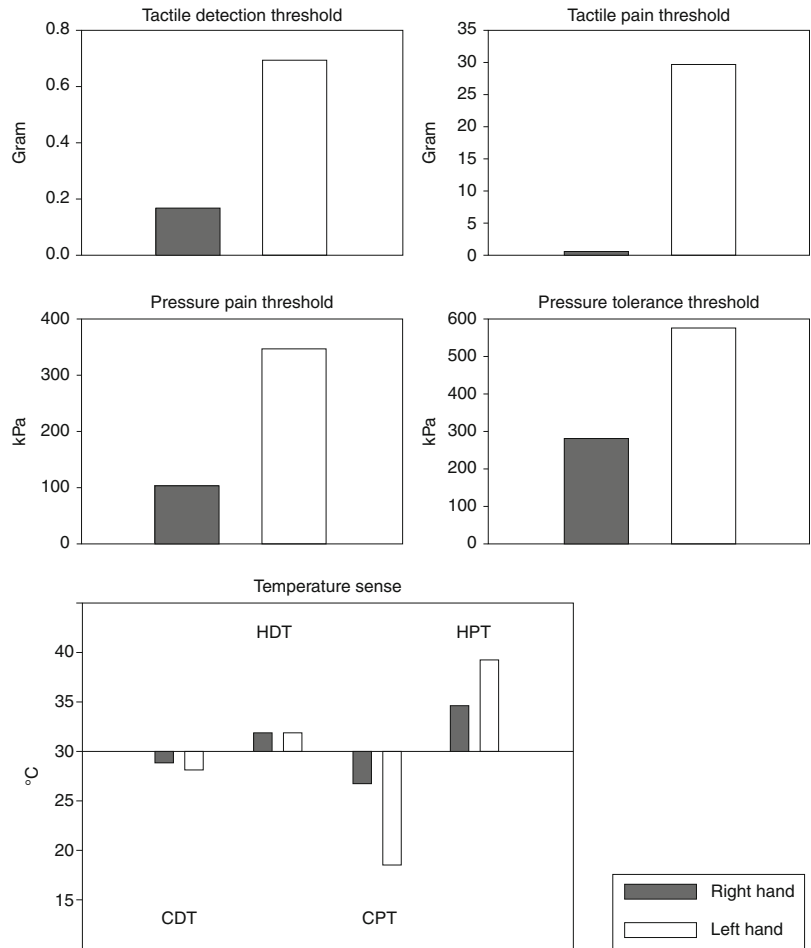 Tactile detection threshold
0.8
0.6
0.4
0.2
0.0
Gram
Tactile pain threshold
35
30
25
20
15
10
5
0
Gram
Pressure pain threshold
400
300
200
100
0
kPa
Pressure tolerance threshold
600
500
400
300
200
100
0
kPa
Temperature sense
HDT HPT
40
35
30
25
20
15
°C
CDT CPT
Right hand
Left hand